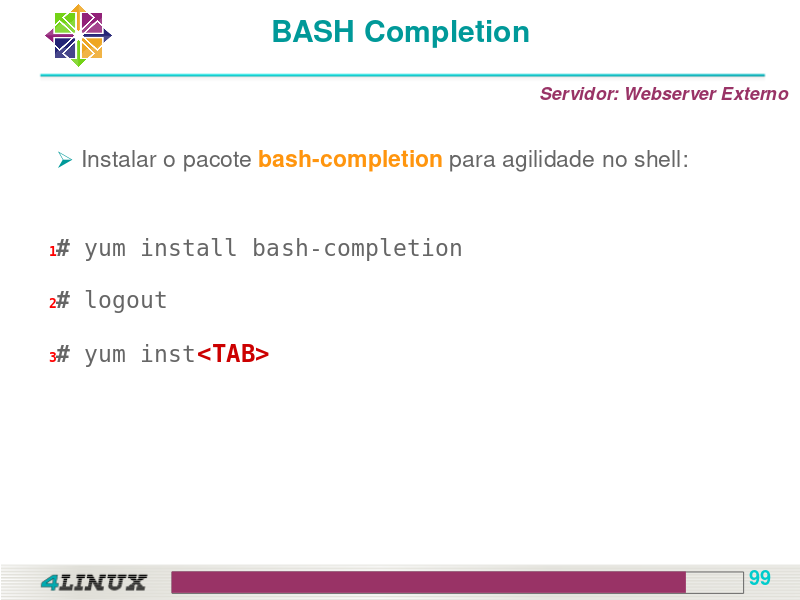 BASH Completion
Servidor: Webserver Externo
Instalar o pacote bash-completion para agilidade no shell:
1# yum install bash-completion
2# logout
3# yum inst<TAB>
4LINUX
99